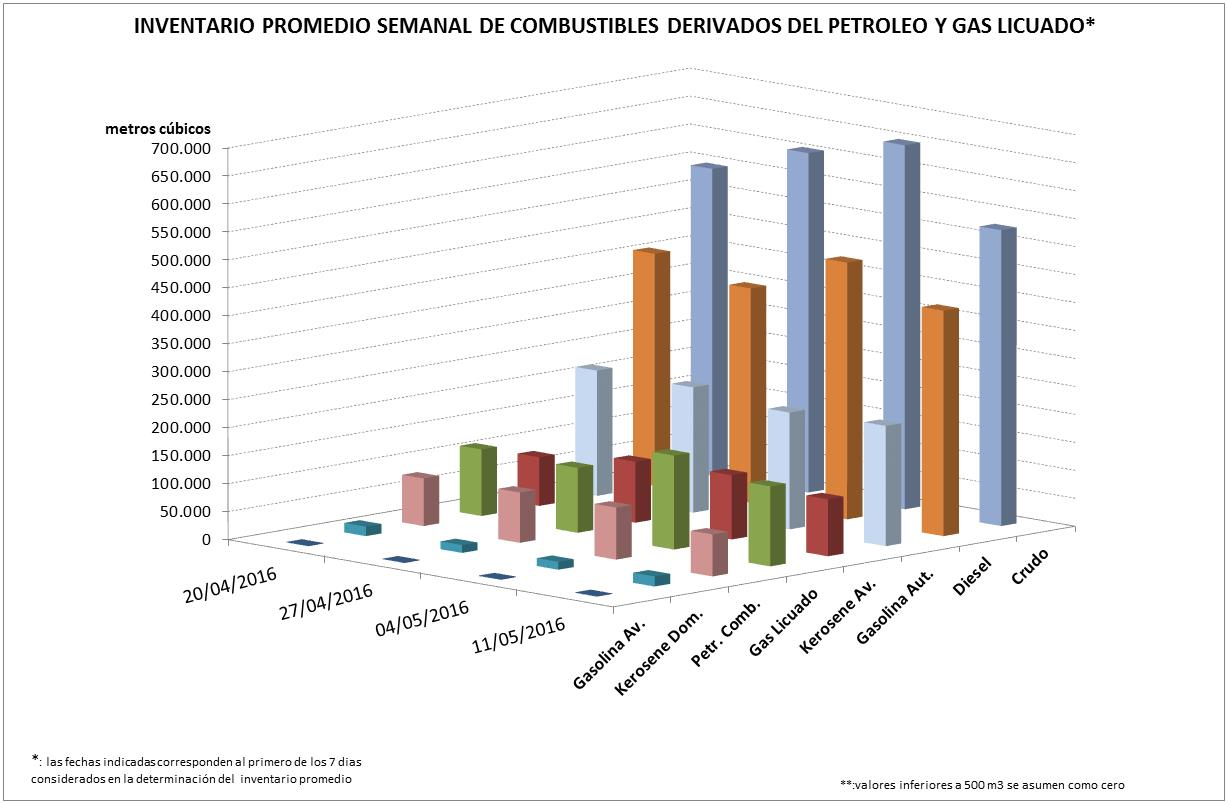 INVENTARIO PROMEDIO SEMANAL DE COMBUSTIBLES DERIVADOS DEL PETROLEO Y GAS LICUADO*
metros cúbicos
700.000
650.000
600.000
550.000
500.000
450.000
400.000
350.000
300.000
250.000
200.000
150.000
100.000
50.000
0
20/04/2016
27/04/2016
04/05/2016
11/05/2016
Gasolina Av.
Kerosene Dom.
Petr. Comb.
Gas Licuado
Kerosene Av.
Gasolina Aut.
Diesel
Crudo
*: las fechas indicadas corresponden al primero de los 7 dias
considerados en la determinación del inventario promedio
**:valores inferiores a 500 m3 se asumen como cero